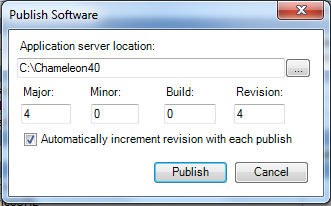 Publish Software
Application server location:
C:\Chameleon40
...
Major: Minor: Build: Revision:
4 0 0 4
Automatically increment revision with each publish
Publish Cancel